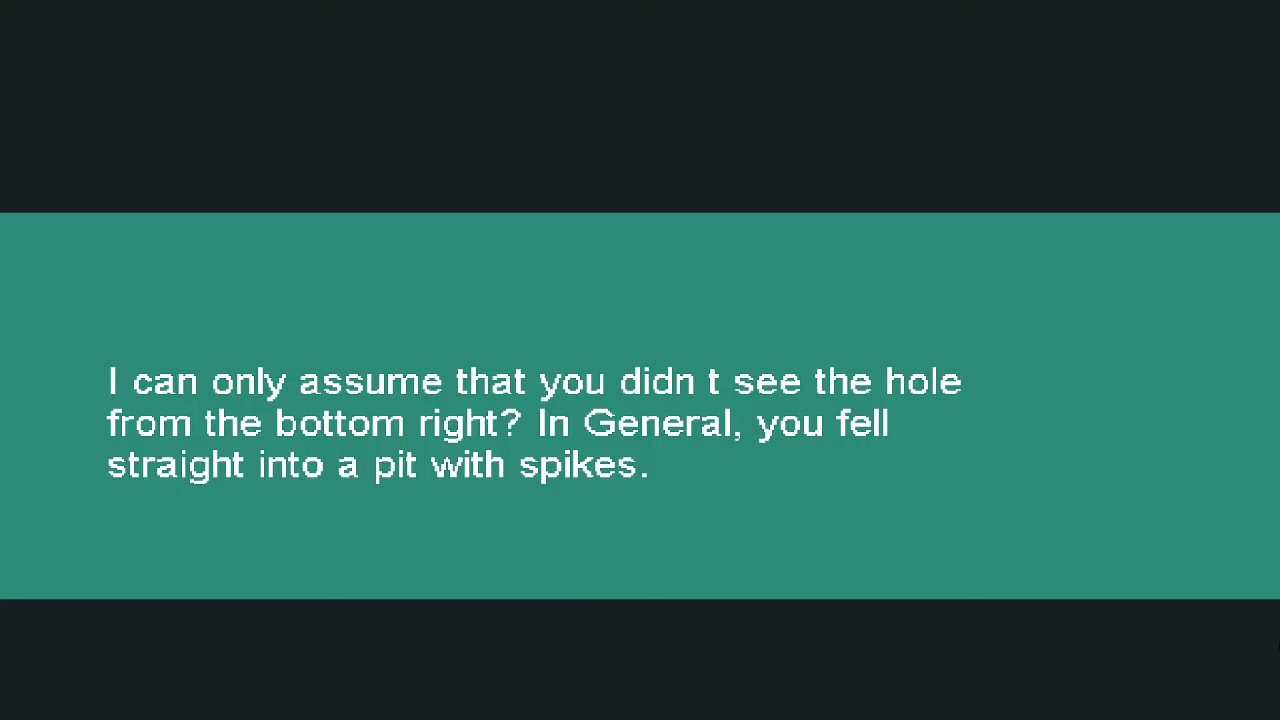 I can only assume that you didn t see the hole
from the bottom right? In General, you fell
straight into a pit with spikes.